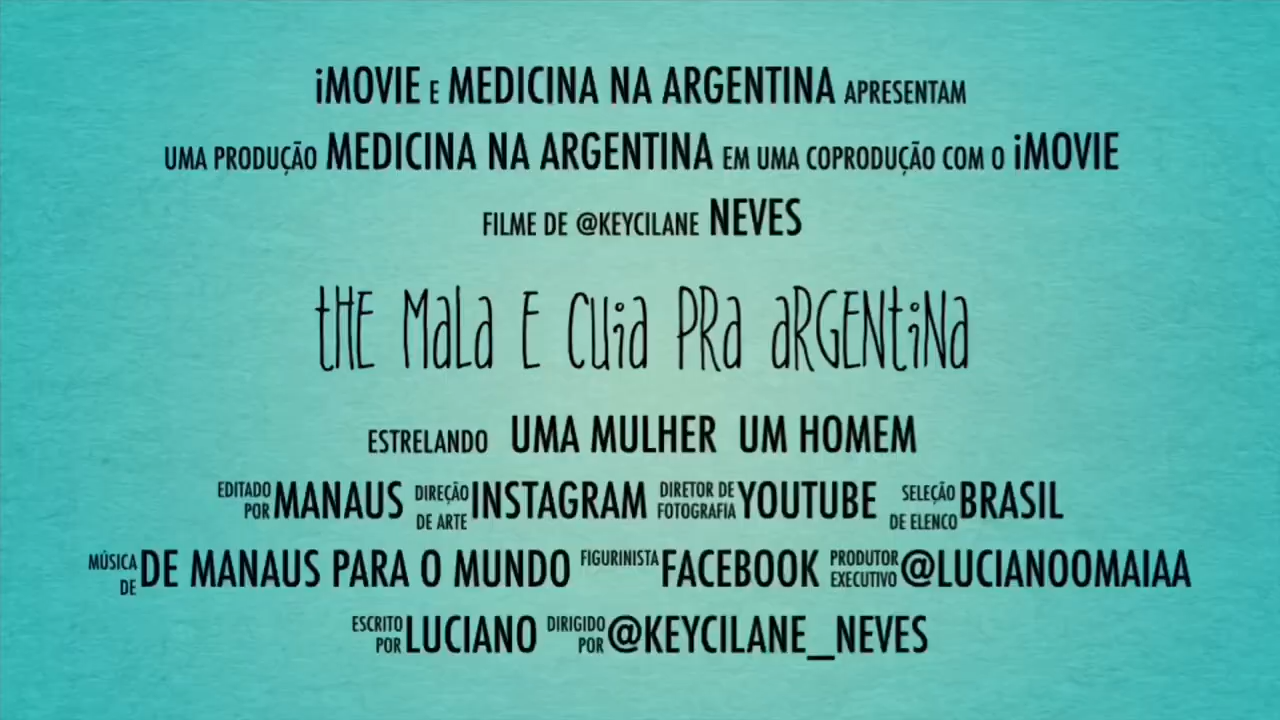 iMOVIE E MEDICINA NA ARGENTINA APRESENTAM
UMA PRODUÇÃO MEDICINA NA ARGENTINA EM UMA COPRODUÇÃO COM O iMOVIE
FILME DE @KEYCILANE NEVES
tHE MaLa E CUia PRa aRGENtiNa
ESTRELANDO UMA MULHER UM HOMEM
EDITADO POR MANAUS DIREÇÃO DE ARTE INSTAGRAM DIRETOR DE FOTOGRAFIA YOUTUBE SELEÇÃO DE ELENCO BRASIL
MÚSICA DE DE MANAUS PARA O MUNDO FIGURINISTA FACEBOOK PRODUTOR EXECUTIVO @LUCIANOOMAIAA
ESCRITO POR LUCIANO DIRIGIDO POR @KEYCILANE_NEVES